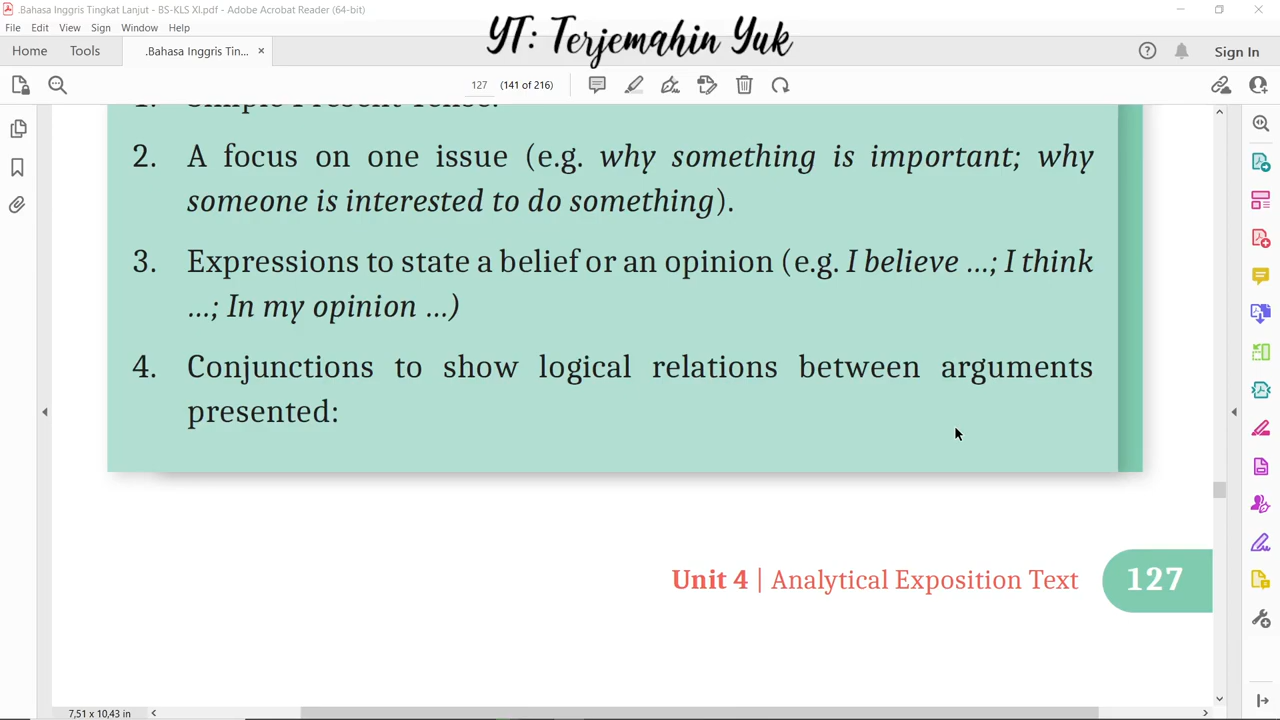 .Bahasa Inggris Tingkat Lanjut - BS-KLS XI.pdf - Adobe Acrobat Reader (64-bit)
YT: Terjemahin Yuk
File Edit View Sign Window Help
Home Tools .Bahasa Inggris Tin... × Sign In
127 (141 of 216)
1. Simple Present Tense.
2. A focus on one issue (e.g. why something is important; why
someone is interested to do something).
3. Expressions to state a belief or an opinion (e.g. I believe ...; I think
...; In my opinion ...)
4. Conjunctions to show logical relations between arguments
presented:
Unit 4 | Analytical Exposition Text 127
7,51 x 10,43 in